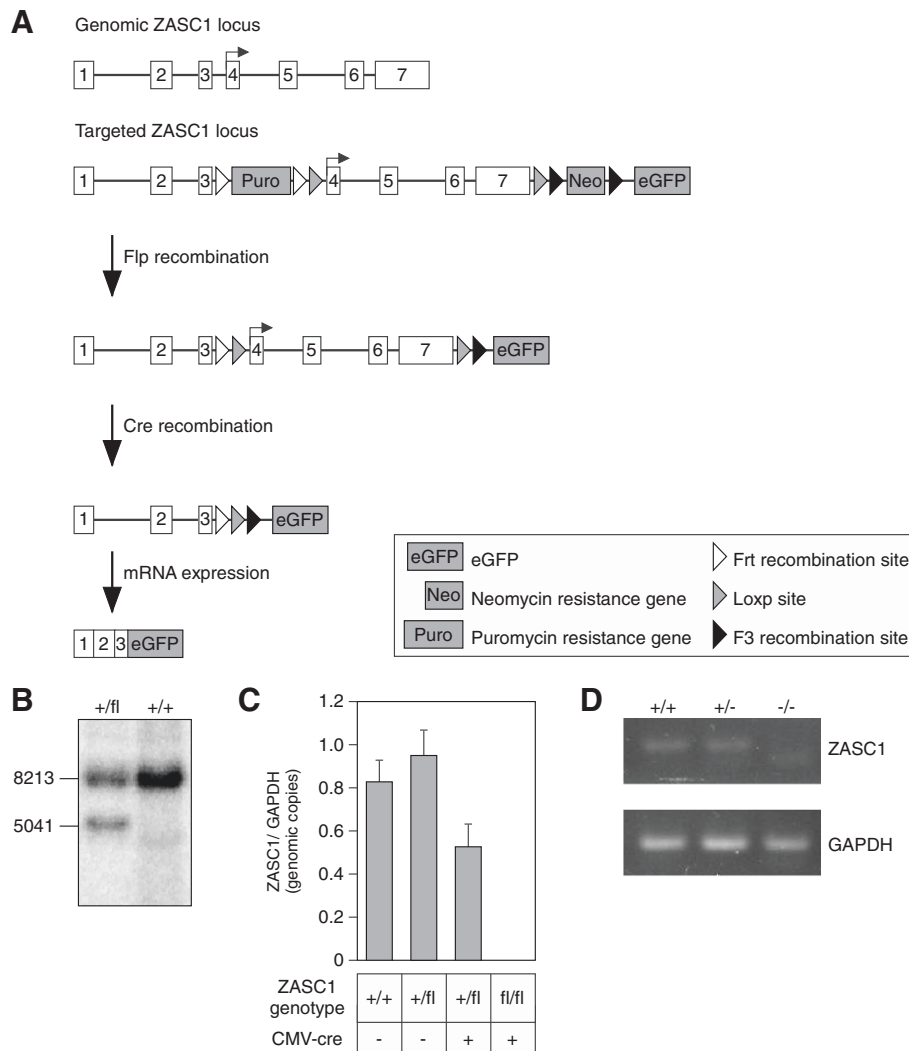 A
Genomic ZASC1 locus
1 2 3 4 5 6 7
Targeted ZASC1 locus
1 2 3 Puro 4 5 6 7 Neo eGFP
Flp recombination
1 2 3 4 5 6 7 eGFP
Cre recombination
1 2 3 eGFP
mRNA expression
1 2 3 eGFP
eGFP eGFP
Neo Neomycin resistance gene
Puro Puromycin resistance gene
Frt recombination site
Loxp site
F3 recombination site
B
+/fl +/+
8213
5041
C
ZASC1/ GAPDH
(genomic copies)
1.2
1.0
0.8
0.6
0.4
0.2
0
ZASC1
genotype
+/+ +/fl +/fl fl/fl
CMV-cre - - + +
D
+/+ +/- -/-
ZASC1
GAPDH